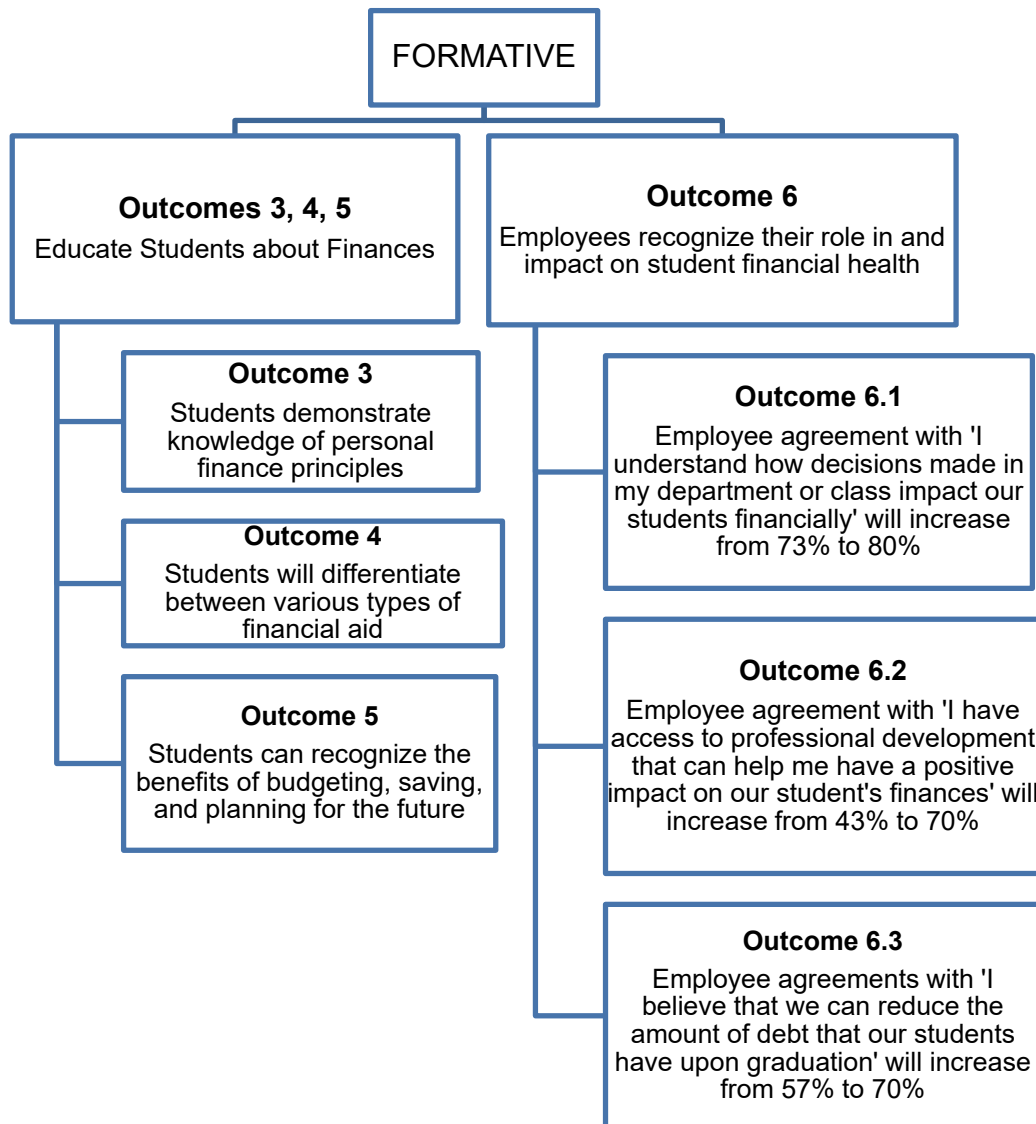 FORMATIVE
Outcomes 3, 4, 5
Educate Students about Finances
Outcome 3
Students demonstrate
knowledge of personal
finance principles
Outcome 4
Students will differentiate
between various types of
financial aid
Outcome 5
Students can recognize the
benefits of budgeting, saving,
and planning for the future
Outcome 6
Employees recognize their role in and
impact on student financial health
Outcome 6.1
Employee agreement with 'I
understand how decisions made in
my department or class impact our
students financially' will increase
from 73% to 80%
Outcome 6.2
Employee agreement with 'I have
access to professional development
that can help me have a positive
impact on our student's finances' will
increase from 43% to 70%
Outcome 6.3
Employee agreements with 'I
believe that we can reduce the
amount of debt that our students
have upon graduation' will increase
from 57% to 70%